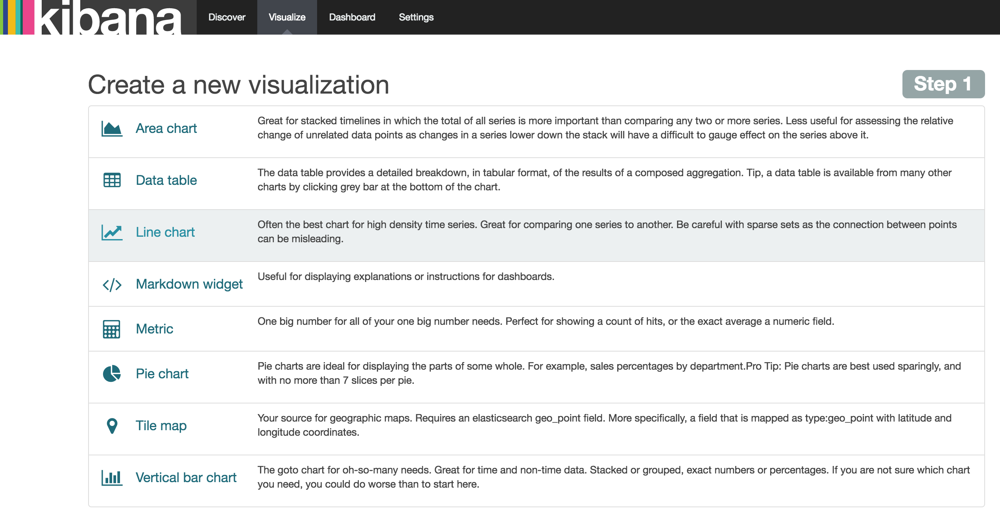 kibana Discover Visualize Dashboard Settings
Create a new visualization
Step 1
Area chart
Great for stacked timelines in which the total of all series is more important than comparing any two or more series. Less useful for assessing the relative
change of unrelated data points as changes in a series lower down the stack will have a difficult to gauge effect on the series above it.
Data table
The data table provides a detailed breakdown, in tabular format, of the results of a composed aggregation. Tip, a data table is available from many other
charts by clicking grey bar at the bottom of the chart.
Line chart
Often the best chart for high density time series. Great for comparing one series to another. Be careful with sparse sets as the connection between points
can be misleading.
Markdown widget
Useful for displaying explanations or instructions for dashboards.
Metric
One big number for all of your one big number needs. Perfect for showing a count of hits, or the exact average a numeric field.
Pie chart
Pie charts are ideal for displaying the parts of some whole. For example, sales percentages by department.Pro Tip: Pie charts are best used sparingly, and
with no more than 7 slices per pie.
Tile map
Your source for geographic maps. Requires an elasticsearch geo_point field. More specifically, a field that is mapped as type:geo_point with latitude and
longitude coordinates.
Vertical bar chart
The goto chart for oh-so-many needs. Great for time and non-time data. Stacked or grouped, exact numbers or percentages. If you are not sure which chart
you need, you could do worse than to start here.